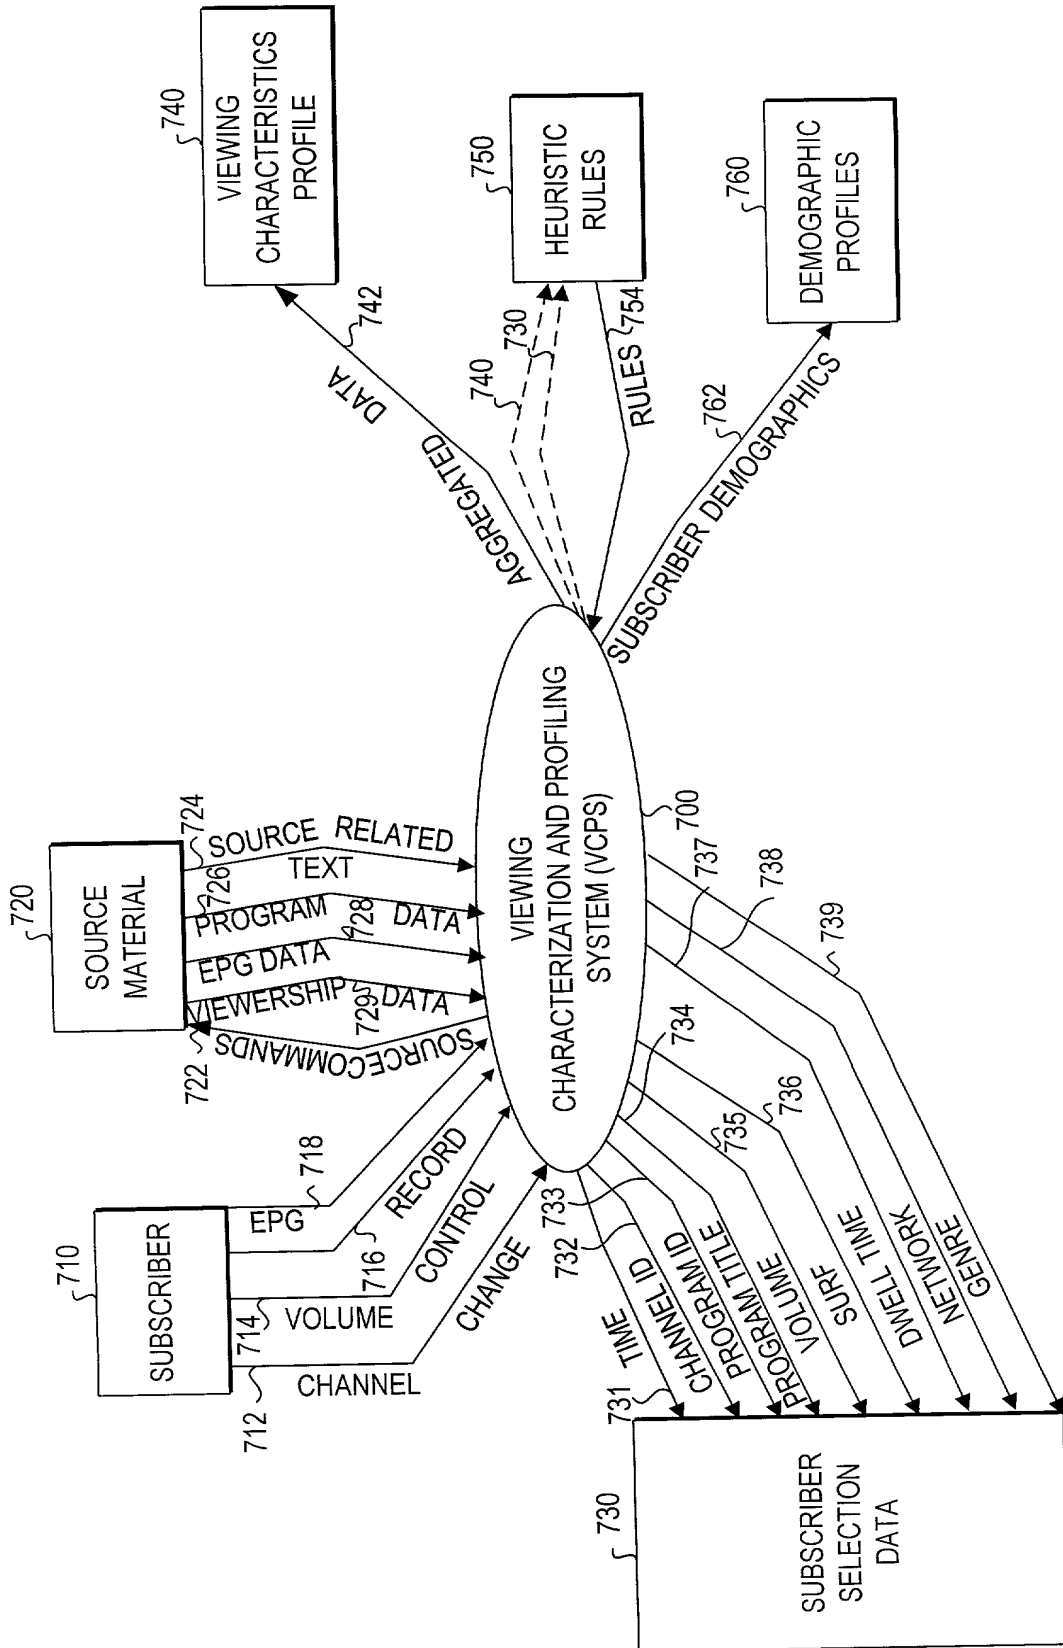 710
SUBSCRIBER
712
CHANNEL
CHANGE
714
VOLUME
CONTROL
716
RECORD
EPG
718
720
SOURCE
MATERIAL
722
SOURCECOMMANDS
VIEWERSHIP DATA
729
EPG DATA
728
PROGRAM DATA
726
SOURCE RELATED
TEXT
724
740
VIEWING
CHARACTERISTICS
PROFILE
AGGREGATED DATA
742
VIEWING
CHARACTERIZATION AND PROFILING
SYSTEM (VCPS)
700
750
HEURISTIC
RULES
740
730
RULES
754
760
DEMOGRAPHIC
PROFILES
SUBSCRIBER DEMOGRAPHICS
762
730
SUBSCRIBER
SELECTION
DATA
731
TIME
732
CHANNEL ID
733
PROGRAM ID
734
PROGRAM TITLE
735
VOLUME
736
SURF
737
DWELL TIME
738
NETWORK
739
GENRE